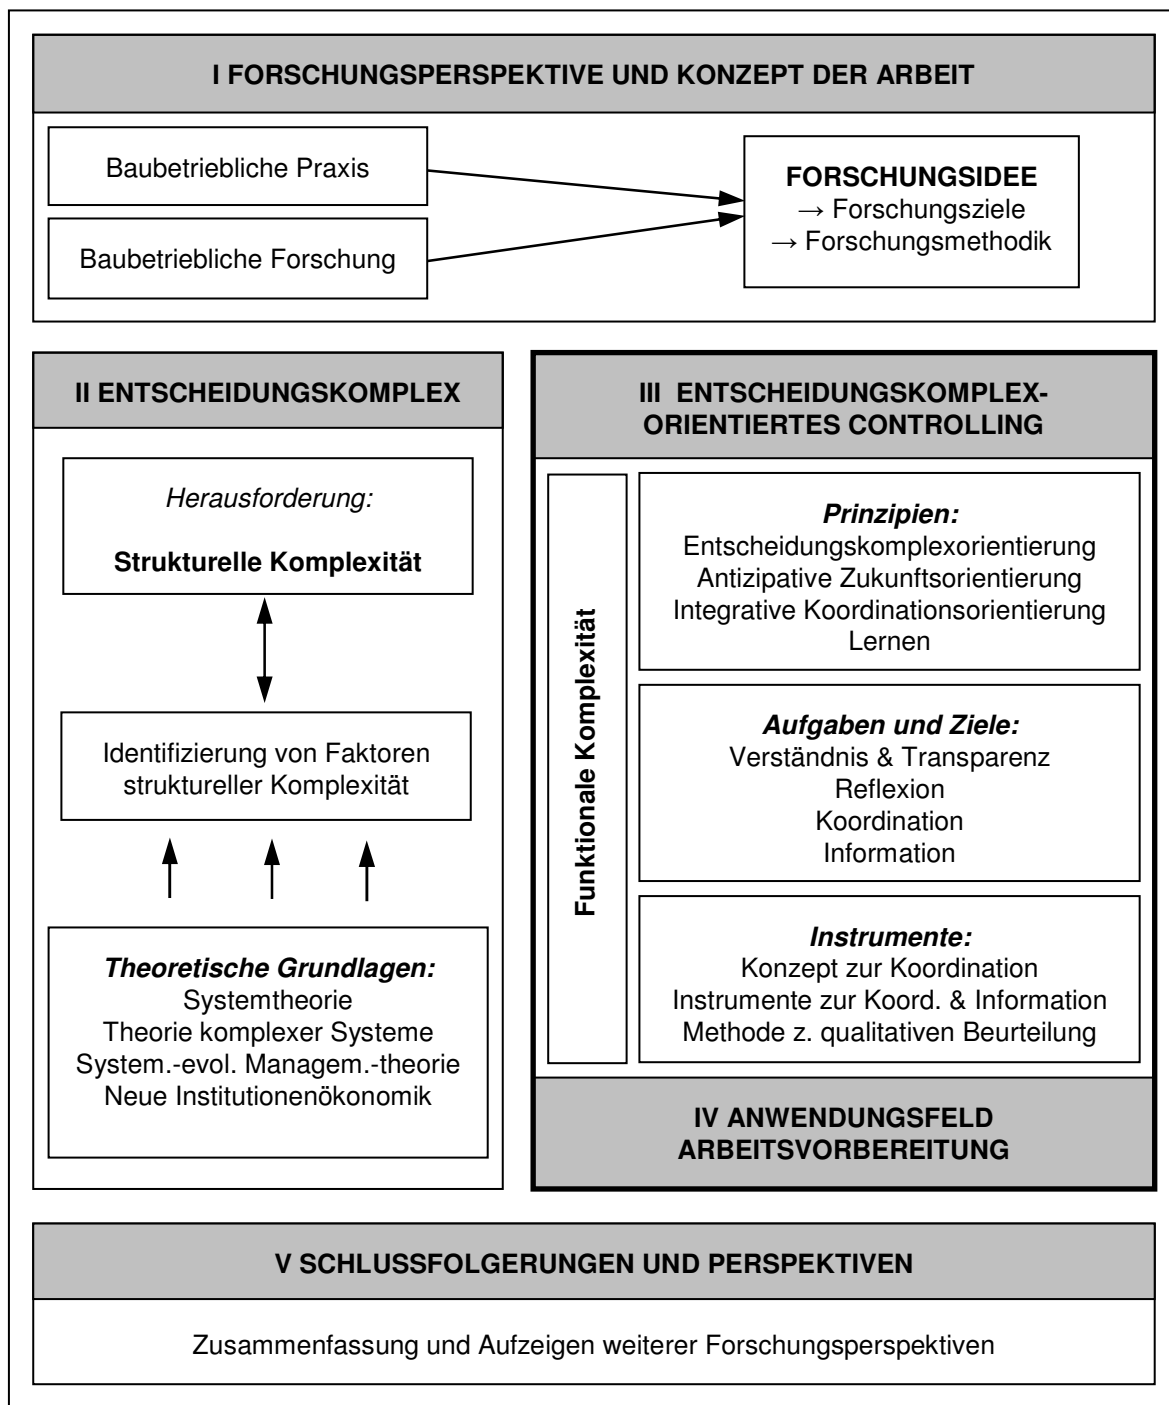 I FORSCHUNGSPERSPEKTIVE UND KONZEPT DER ARBEIT
Baubetriebliche Praxis
Baubetriebliche Forschung
FORSCHUNGSIDEE
→ Forschungsziele
→ Forschungsmethodik
II ENTSCHEIDUNGSKOMPLEX
Herausforderung:
Strukturelle Komplexität
Identifizierung von Faktoren
struktureller Komplexität
Theoretische Grundlagen:
Systemtheorie
Theorie komplexer Systeme
System.-evol. Managem.-theorie
Neue Institutionenökonomik
III ENTSCHEIDUNGSKOMPLEX-
ORIENTIERTES CONTROLLING
Funktionale Komplexität
Prinzipien:
Entscheidungskomplexorientierung
Antizipative Zukunftsorientierung
Integrative Koordinationsorientierung
Lernen
Aufgaben und Ziele:
Verständnis & Transparenz
Reflexion
Koordination
Information
Instrumente:
Konzept zur Koordination
Instrumente zur Koord. & Information
Methode z. qualitativen Beurteilung
IV ANWENDUNGSFELD
ARBEITSVORBEREITUNG
V SCHLUSSFOLGERUNGEN UND PERSPEKTIVEN
Zusammenfassung und Aufzeigen weiterer Forschungsperspektiven